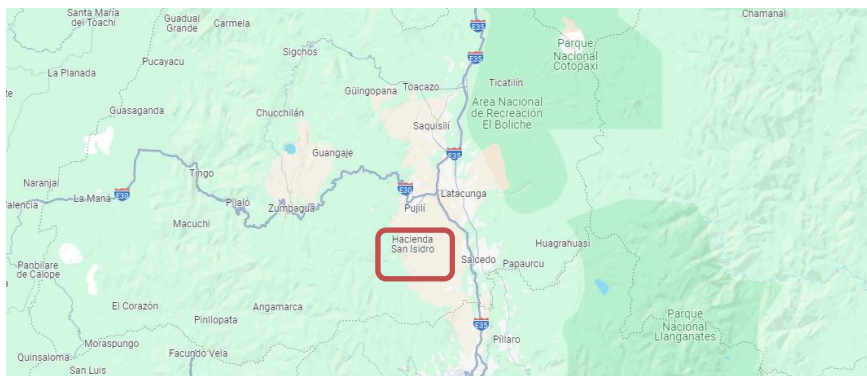 Santa María
del Toachi
Guadual
Grande
Carmela
E35
Chamanal
Parque
Nacional
Cotopaxi
Pucayacu
Sigchos
E35
La Planada
Toacazo
Ticatilín
Güingopana
Guasaganda
Chucchilán
Area Nacional
de Recreación
El Boliche
Saquisilí
Guangaje
E35
Naranjal
Tingo
E30
La Maná
E30
Pilaló
Zumbagua
Latacunga
Valencia
Pujilí
Macuchi
Hacienda
San Isidro
Huagrahuasi
Salcedo
Papaurcu
Panbilare
de Calope
El Corazón
Angamarca
Pinllopata
E35
Parque
Nacional
Llanganates
Moraspungo
Píllaro
Quinsaloma
Facundo Vela
San Luis